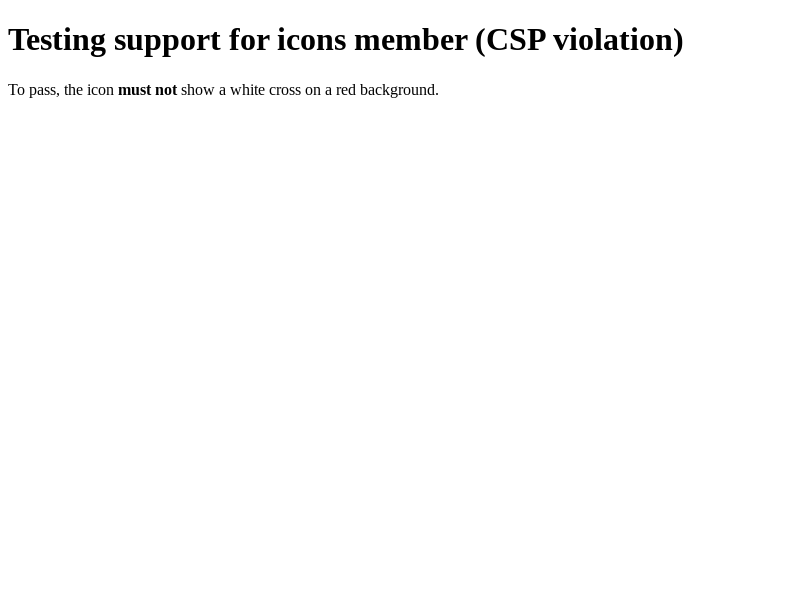 Testing support for icons member (CSP violation)
To pass, the icon must not show a white cross on a red background.